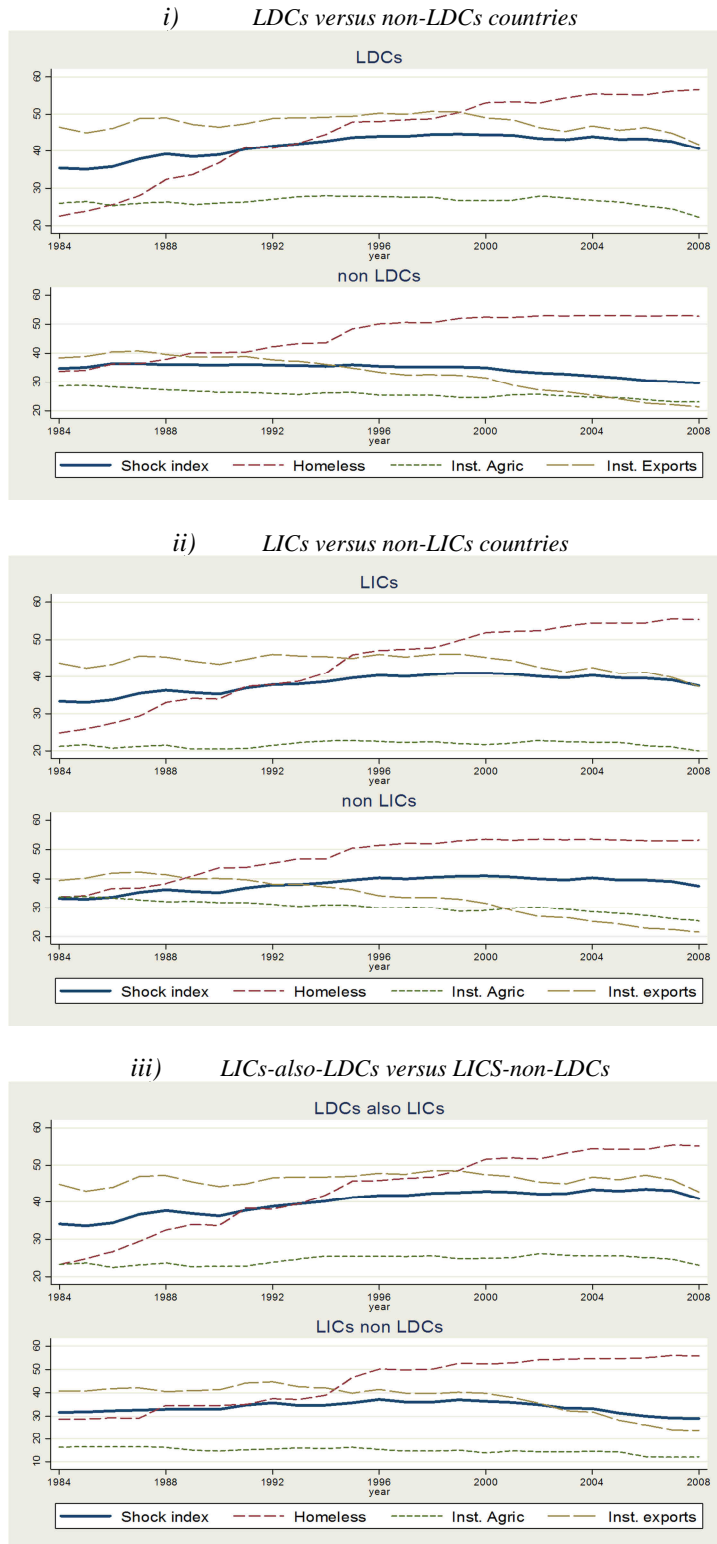 i) LDCs versus non-LDCs countries
LDCs
60
50
40
30
20
1984 1988 1992 1996 2000 2004 2008
year
non LDCs
60
50
40
30
20
1984 1988 1992 1996 2000 2004 2008
year
Shock index Homeless Inst. Agric Inst. Exports
ii) LICs versus non-LICs countries
LICs
60
50
40
30
20
1984 1988 1992 1996 2000 2004 2008
year
non LICs
60
50
40
30
20
1984 1988 1992 1996 2000 2004 2008
year
Shock index Homeless Inst. Agric Inst. exports
iii) LICs-also-LDCs versus LICS-non-LDCs
LDCs also LICs
60
50
40
30
20
1984 1988 1992 1996 2000 2004 2008
year
LICs non LDCs
60
50
40
30
20
10
1984 1988 1992 1996 2000 2004 2008
year
Shock index Homeless Inst. Agric Inst. exports